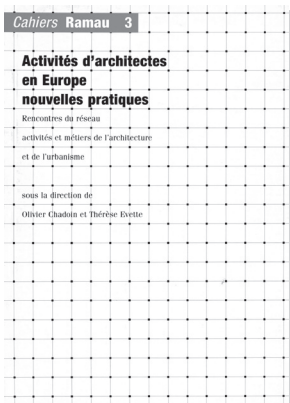 Cahiers Ramau 3
Activités d'architectes
en Europe
nouvelles pratiques
Rencontres du réseau
activités et métiers de l'architecture
et de l'urbanisme
sous la direction de
Olivier Chadoin et Thérèse Evette